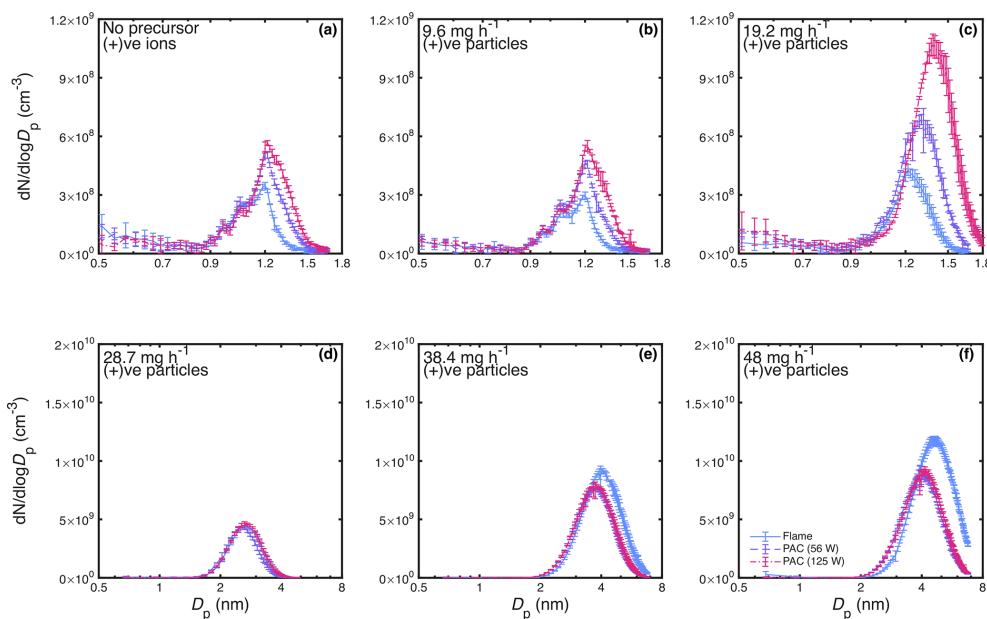 No precursor (a)
(+)ve ions
9.6 mg h⁻¹ (b)
(+)ve particles
19.2 mg h⁻¹ (c)
(+)ve particles
dN/dlogDp (cm⁻³)
1.2×10⁹
9×10⁸
6×10⁸
3×10⁸
0×10⁰
0.5 0.7 0.9 1.2 1.8
1.2×10⁹
9×10⁸
6×10⁸
3×10⁸
0×10⁰
0.5 0.7 0.9 1.2 1.5 1.8
1.2×10⁹
9×10⁸
6×10⁸
3×10⁸
0×10⁰
0.5 0.7 0.9 1.2 1.5 1.8
28.7 mg h⁻¹ (d)
(+)ve particles
38.4 mg h⁻¹ (e)
(+)ve particles
48 mg h⁻¹ (f)
(+)ve particles
dN/dlogDp (cm⁻³)
2×10¹⁰
1.5×10¹⁰
1×10¹⁰
5×10⁹
0×10⁰
1 2 4 8
Dp (nm)
2×10¹⁰
1.5×10¹⁰
1×10¹⁰
5×10⁹
0×10⁰
1 2 4 8
Dp (nm)
2×10¹⁰
1.5×10¹⁰
1×10¹⁰
5×10⁹
0×10⁰
1 2 4 8
Dp (nm)
Flame
PAC (56 W)
PAC (125 W)